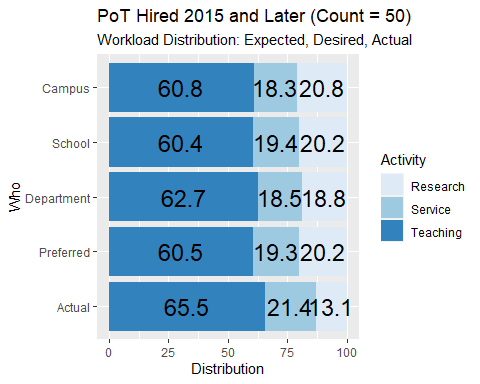 PoT Hired 2015 and Later (Count = 50)
Workload Distribution: Expected, Desired, Actual
Campus 60.8 18.3 20.8
School 60.4 19.4 20.2
Department 62.7 18.5 18.8
Preferred 60.5 19.3 20.2
Actual 65.5 21.4 13.1
Who
0 25 50 75 100
Distribution
Activity
Research
Service
Teaching